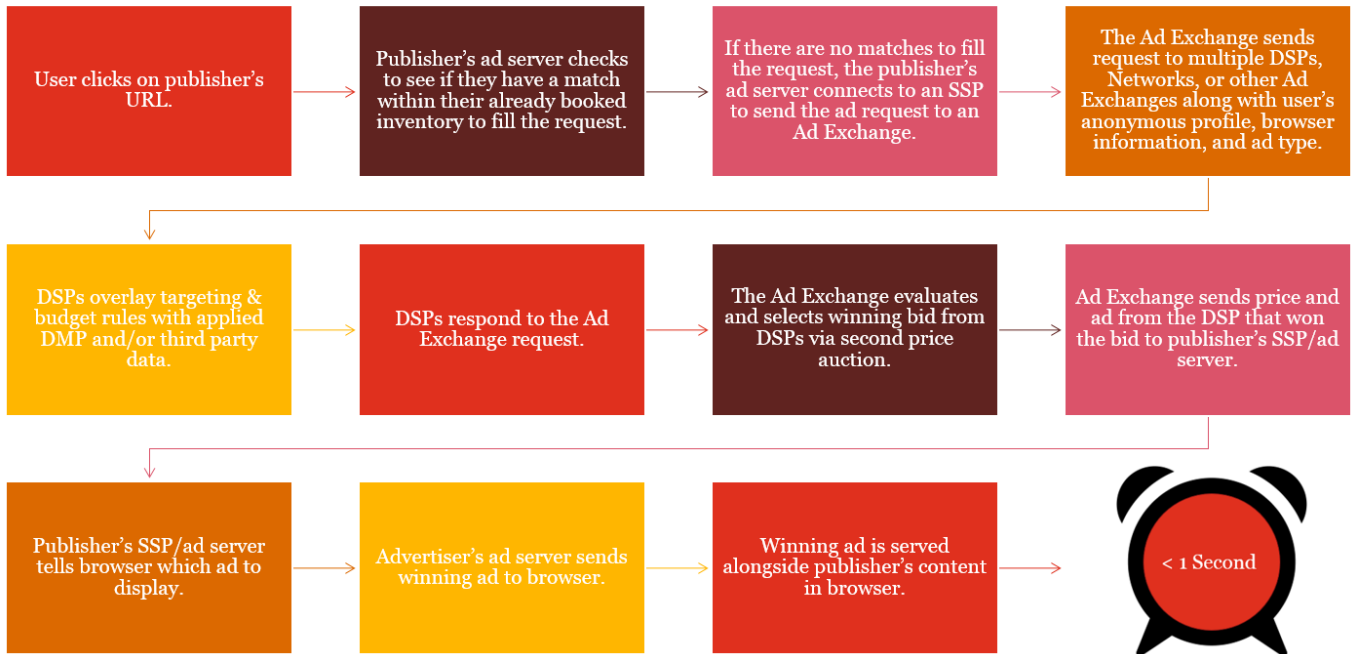 User clicks on publisher's
URL.
Publisher's ad server checks
to see if they have a match
within their already booked
inventory to fill the request.
If there are no matches to fill
the request, the publisher's
ad server connects to an SSP
to send the ad request to an
Ad Exchange.
The Ad Exchange sends
request to multiple DSPs,
Networks, or other Ad
Exchanges along with user's
anonymous profile, browser
information, and ad type.
DSPs overlay targeting &
budget rules with applied
DMP and/or third party
data.
DSPs respond to the Ad
Exchange request.
The Ad Exchange evaluates
and selects winning bid from
DSPs via second price
auction.
Ad Exchange sends price and
ad from the DSP that won
the bid to publisher's SSP/ad
server.
Publisher's SSP/ad server
tells browser which ad to
display.
Advertiser's ad server sends
winning ad to browser.
Winning ad is served
alongside publisher's content
in browser.
< 1 Second